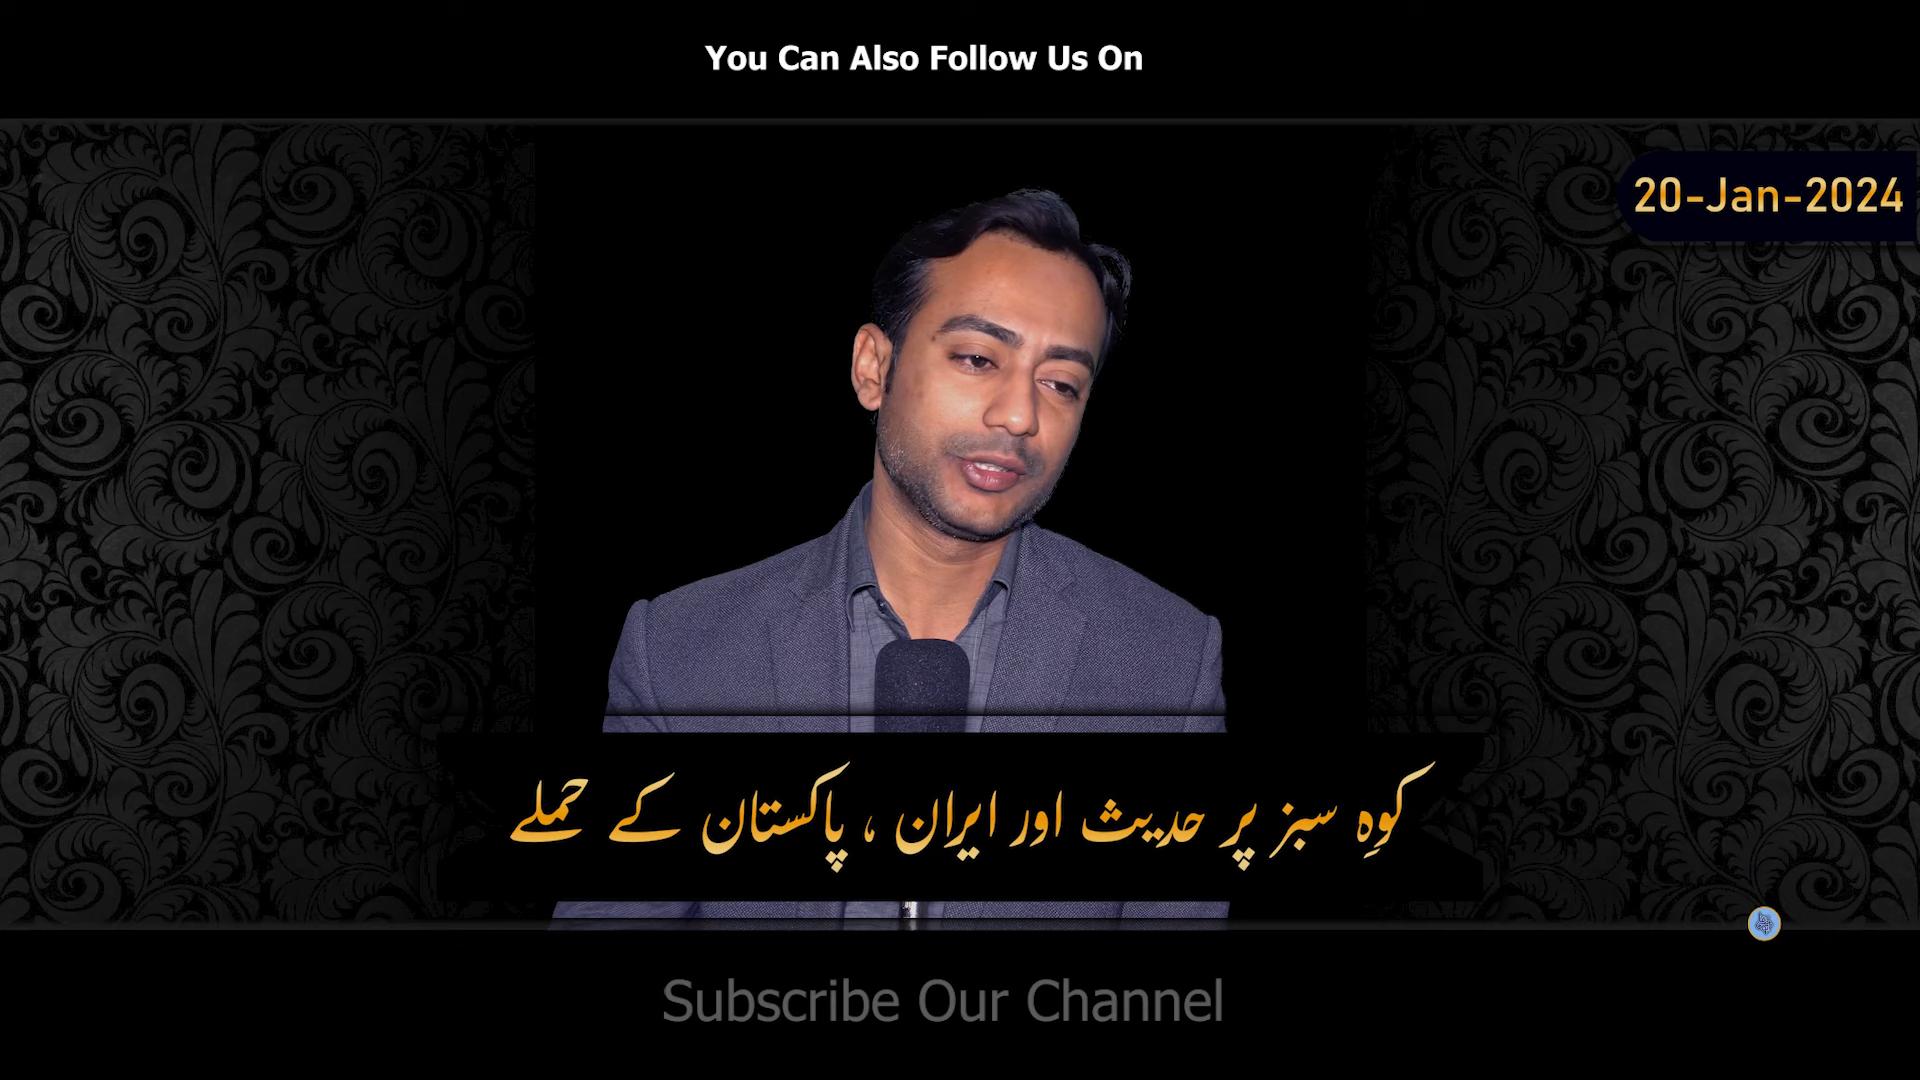 You Can Also Follow Us On
20-Jan-2024
کوہِ سبز پر حدیث اور ایران ، پاکستان کے حملے
Subscribe Our Channel